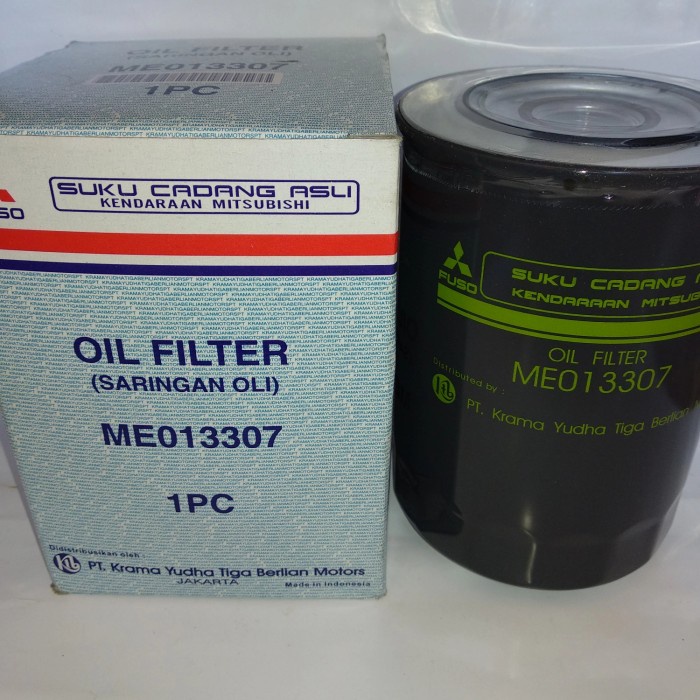 OIL FILTER
(SARINGAN OLI)
ME013307
1PC
SUKU CADANG ASLI
KENDARAAN MITSUBISHI
OIL FILTER
(SARINGAN OLI)
ME013307
1PC
Didistribusikan oleh :
PT. Krama Yudha Tiga Berlian Motors
JAKARTA
Made in Indonesia
FUSO
SUKU CADANG
KENDARAAN
OIL FILTER
ME013307
Distributed by :
PT. Krama Yudha Tiga Berlian